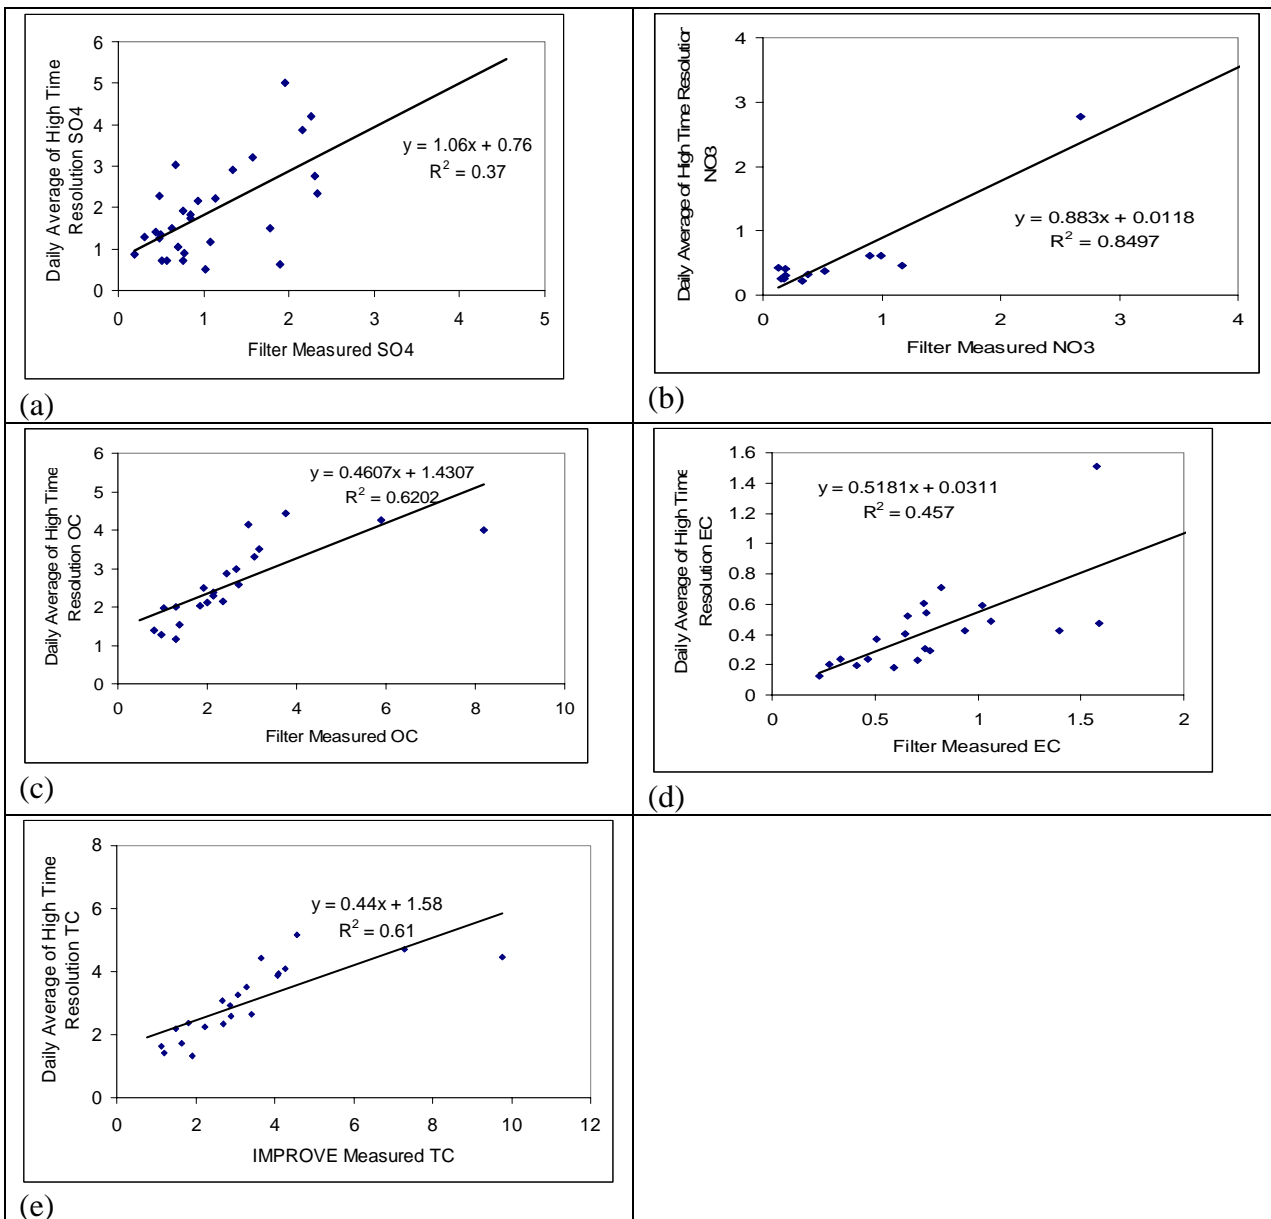 Daily Average of High Time
Resolution SO4
6
5
4
3
2
1
0
y = 1.06x + 0.76
R² = 0.37
0 1 2 3 4 5
Filter Measured SO4
(a)
Daily Average of High Time Resolution
NO3
4
3
2
1
0
y = 0.883x + 0.0118
R² = 0.8497
0 1 2 3 4
Filter Measured NO3
(b)
Daily Average of High Time
Resolution OC
6
5
4
3
2
1
0
y = 0.4607x + 1.4307
R² = 0.6202
0 2 4 6 8 10
Filter Measured OC
(c)
Daily Average of High Time
Resolution EC
1.6
1.4
1.2
1
0.8
0.6
0.4
0.2
0
y = 0.5181x + 0.0311
R² = 0.457
0 0.5 1 1.5 2
Filter Measured EC
(d)
Daily Average of High Time
Resolution TC
8
6
4
2
0
y = 0.44x + 1.58
R² = 0.61
0 2 4 6 8 10 12
IMPROVE Measured TC
(e)